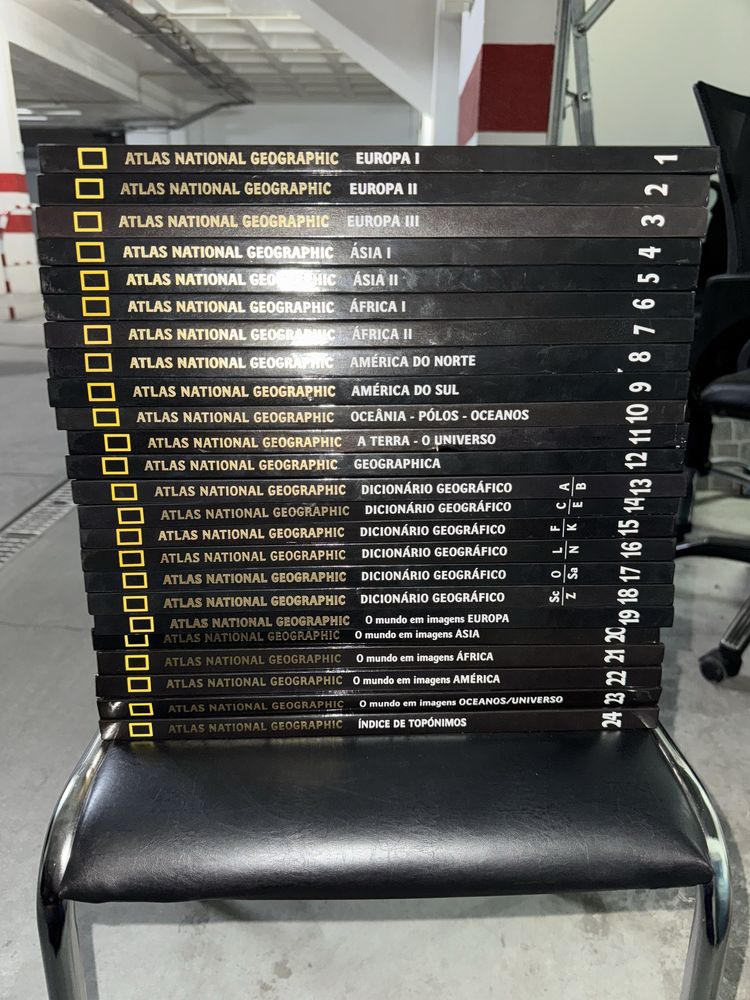 ATLAS NATIONAL GEOGRAPHIC EUROPA I 1
ATLAS NATIONAL GEOGRAPHIC EUROPA II 2
ATLAS NATIONAL GEOGRAPHIC EUROPA III 3
ATLAS NATIONAL GEOGRAPHIC ÁSIA I 4
ATLAS NATIONAL GEOGRAPHIC ÁSIA II 5
ATLAS NATIONAL GEOGRAPHIC ÁFRICA I 6
ATLAS NATIONAL GEOGRAPHIC ÁFRICA II 7
ATLAS NATIONAL GEOGRAPHIC AMÉRICA DO NORTE 8
ATLAS NATIONAL GEOGRAPHIC AMÉRICA DO SUL 9
ATLAS NATIONAL GEOGRAPHIC OCEÂNIA - PÓLOS - OCEANOS 10
ATLAS NATIONAL GEOGRAPHIC A TERRA - O UNIVERSO 11
ATLAS NATIONAL GEOGRAPHIC GEOGRAPHICA 12
ATLAS NATIONAL GEOGRAPHIC DICIONÁRIO GEOGRÁFICO A B 13
ATLAS NATIONAL GEOGRAPHIC DICIONÁRIO GEOGRÁFICO C E 14
ATLAS NATIONAL GEOGRAPHIC DICIONÁRIO GEOGRÁFICO F K 15
ATLAS NATIONAL GEOGRAPHIC DICIONÁRIO GEOGRÁFICO L N 16
ATLAS NATIONAL GEOGRAPHIC DICIONÁRIO GEOGRÁFICO O Sa 17
ATLAS NATIONAL GEOGRAPHIC DICIONÁRIO GEOGRÁFICO Sc Z 18
ATLAS NATIONAL GEOGRAPHIC O mundo em imagens EUROPA 19
ATLAS NATIONAL GEOGRAPHIC O mundo em imagens ÁSIA 20
ATLAS NATIONAL GEOGRAPHIC O mundo em imagens ÁFRICA 21
ATLAS NATIONAL GEOGRAPHIC O mundo em imagens AMÉRICA 22
ATLAS NATIONAL GEOGRAPHIC O mundo em imagens OCEANOS/UNIVERSO 23
ATLAS NATIONAL GEOGRAPHIC ÍNDICE DE TOPÓNIMOS 24